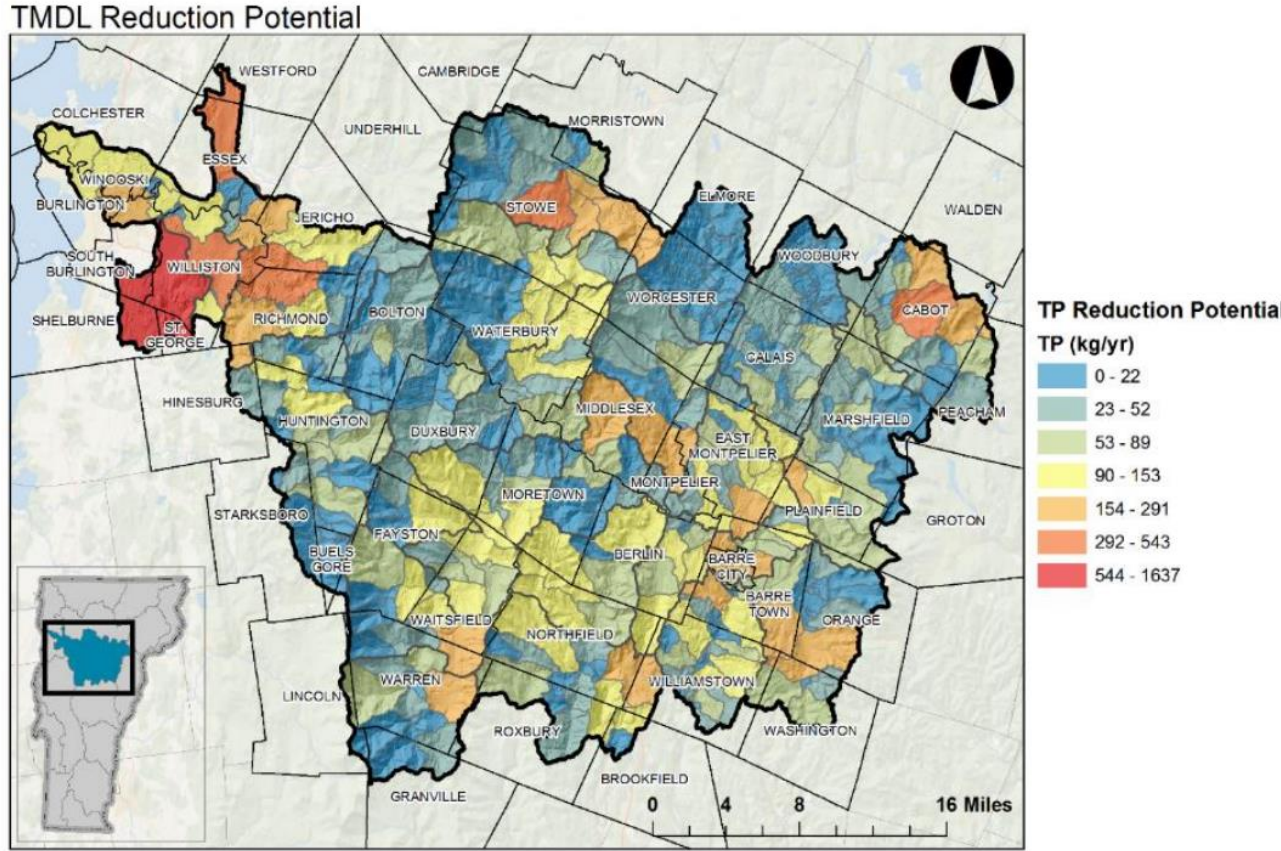 TMDL Reduction Potential
WESTFORD
CAMBRIDGE
COLCHESTER
MORRISTOWN
UNDERHILL
ESSEX
WINOOSKI
ELMORE
WALDEN
BURLINGTON
STOWE
JERICHO
SOUTH
BURLINGTON
WILLISTON
WOODBURY
WORCESTER
CABOT
SHELBURNE
ST.
GEORGE
RICHMOND
BOLTON
WATERBURY
CALAIS
HINESBURG
MIDDLESEX
MARSHFIELD
PEACHAM
HUNTINGTON
DUXBURY
EAST
MONTPELIER
MONTPELIER
MORETOWN
STARKSBORO
PLAINFIELD
GROTON
FAYSTON
BUELS
GORE
BERLIN
BARRE
CITY
BARRE
TOWN
ORANGE
WAITSFIELD
NORTHFIELD
LINCOLN
WARREN
WILLIAMSTOWN
ROXBURY
WASHINGTON
BROOKFIELD
GRANVILLE
0 4 8 16 Miles
TP Reduction Potential
TP (kg/yr)
0 - 22
23 - 52
53 - 89
90 - 153
154 - 291
292 - 543
544 - 1637